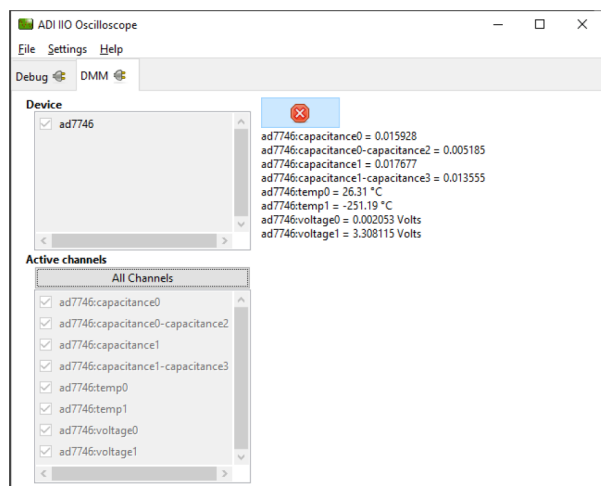 ADI IIO Oscilloscope
File Settings Help
Debug DMM
Device
ad7746
ad7746:capacitance0 = 0.015928
ad7746:capacitance0-capacitance2 = 0.005185
ad7746:capacitance1 = 0.017677
ad7746:capacitance1-capacitance3 = 0.013555
ad7746:temp0 = 26.31 °C
ad7746:temp1 = -251.19 °C
ad7746:voltage0 = 0.002053 Volts
ad7746:voltage1 = 3.308115 Volts
Active channels
All Channels
ad7746:capacitance0
ad7746:capacitance0-capacitance2
ad7746:capacitance1
ad7746:capacitance1-capacitance3
ad7746:temp0
ad7746:temp1
ad7746:voltage0
ad7746:voltage1